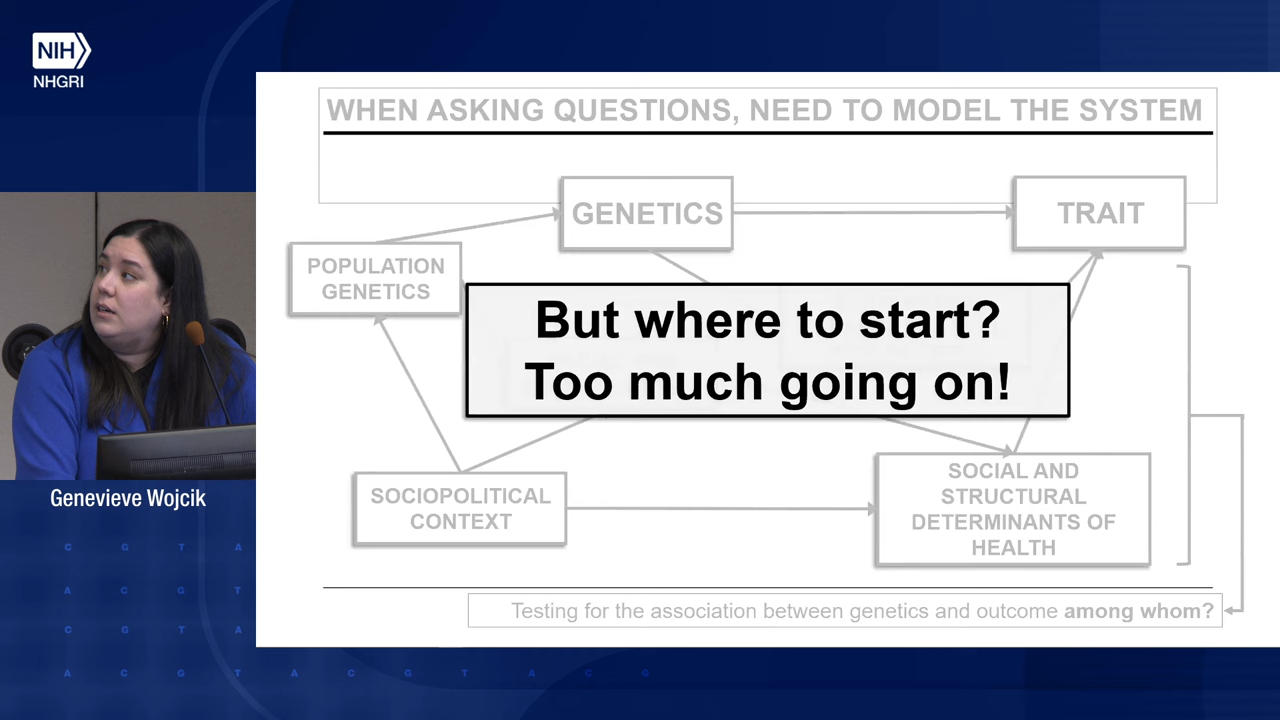 NIH
NHGRI
WHEN ASKING QUESTIONS, NEED TO MODEL THE SYSTEM
GENETICS
TRAIT
POPULATION
GENETICS
But where to start?
Too much going on!
SOCIOPOLITICAL
CONTEXT
SOCIAL AND
STRUCTURAL
DETERMINANTS OF
HEALTH
Testing for the association between genetics and outcome among whom?
Genevieve Wojcik
C G T A
A C G T
C G T A
A C G T A C G T A C G